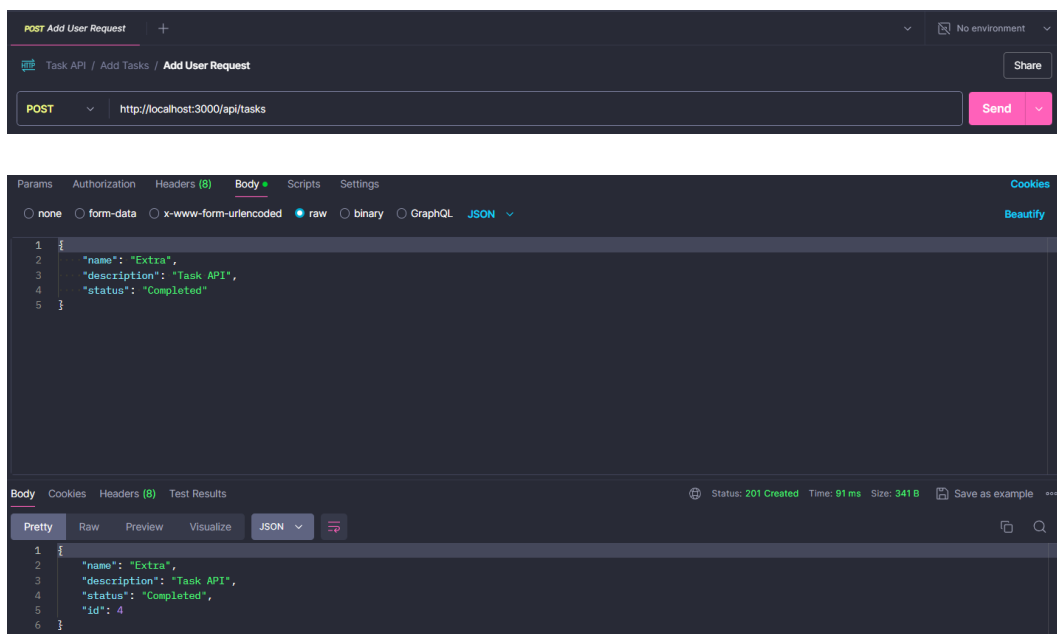 POST Add User Request
No environment
HTTP Task API / Add Tasks / Add User Request Share
POST http://localhost:3000/api/tasks Send
Params Authorization Headers (8) Body Scripts Settings Cookies
none form-data x-www-form-urlencoded raw binary GraphQL JSON Beautify
1 {
2 "name": "Extra",
3 "description": "Task API",
4 "status": "Completed"
5 }
Body Cookies Headers (8) Test Results Status: 201 Created Time: 91 ms Size: 341 B Save as example
Pretty Raw Preview Visualize JSON
1 {
2 "name": "Extra",
3 "description": "Task API",
4 "status": "Completed",
5 "id": 4
6 }